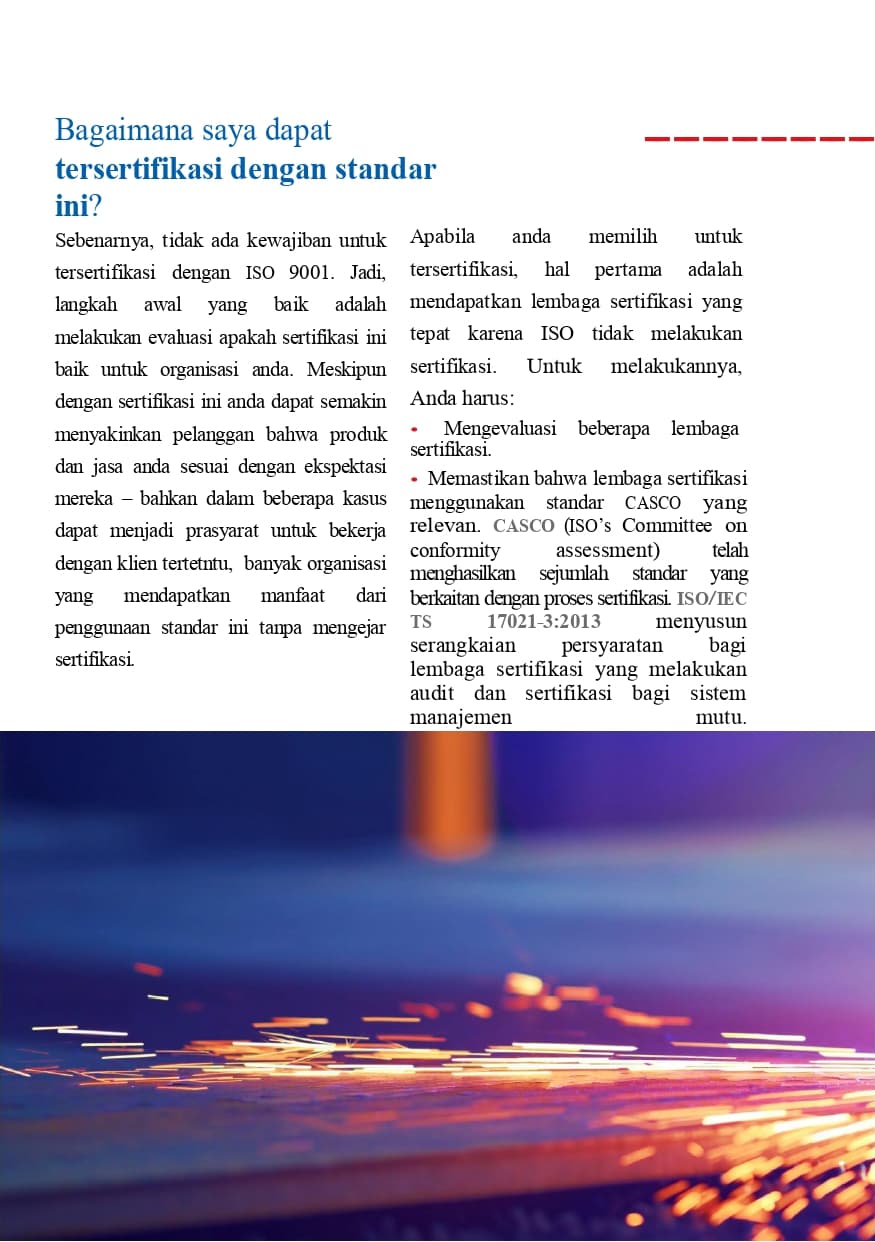 Bagaimana saya dapat
tersertifikasi dengan standar
ini?
Sebenarnya, tidak ada kewajiban untuk
tersertifikasi dengan ISO 9001. Jadi,
langkah awal yang baik adalah
melakukan evaluasi apakah sertifikasi ini
baik untuk organisasi anda. Meskipun
dengan sertifikasi ini anda dapat semakin
menyakinkan pelanggan bahwa produk
dan jasa anda sesuai dengan ekspektasi
mereka – bahkan dalam beberapa kasus
dapat menjadi prasyarat untuk bekerja
dengan klien tertetntu, banyak organisasi
yang mendapatkan manfaat dari
penggunaan standar ini tanpa mengejar
sertifikasi.
Apabila anda memilih untuk
tersertifikasi, hal pertama adalah
mendapatkan lembaga sertifikasi yang
tepat karena ISO tidak melakukan
sertifikasi. Untuk melakukannya,
Anda harus:
• Mengevaluasi beberapa lembaga
sertifikasi.
• Memastikan bahwa lembaga sertifikasi
menggunakan standar CASCO yang
relevan. CASCO (ISO’s Committee on
conformity assessment) telah
menghasilkan sejumlah standar yang
berkaitan dengan proses sertifikasi. ISO/IEC
TS 17021-3:2013 menyusun
serangkaian persyaratan bagi
lembaga sertifikasi yang melakukan
audit dan sertifikasi bagi sistem
manajemen mutu.